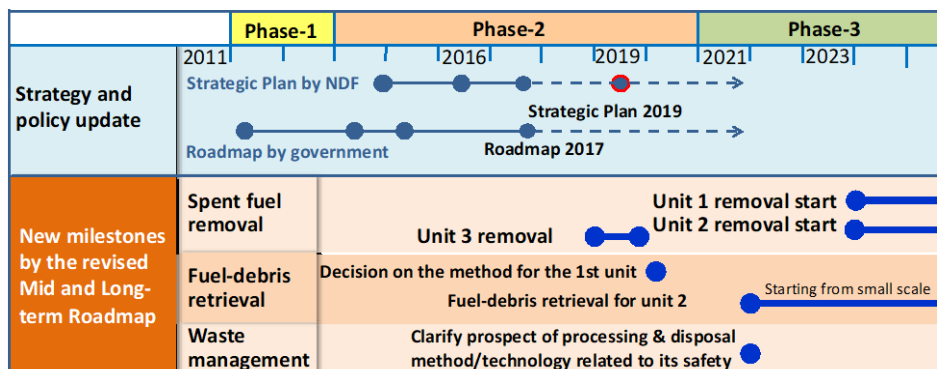 Phase-1 Phase-2 Phase-3
2011 2016 2019 2021 2023
Strategy and
policy update
Strategic Plan by NDF
Strategic Plan 2019
Roadmap by government
Roadmap 2017
New milestones
by the revised
Mid and Long-
term Roadmap
Spent fuel
removal
Unit 1 removal start
Unit 2 removal start
Unit 3 removal
Fuel-debris
retrieval
Decision on the method for the 1st unit
Fuel-debris retrieval for unit 2
Starting from small scale
Waste
management
Clarify prospect of processing & disposal
method/technology related to its safety